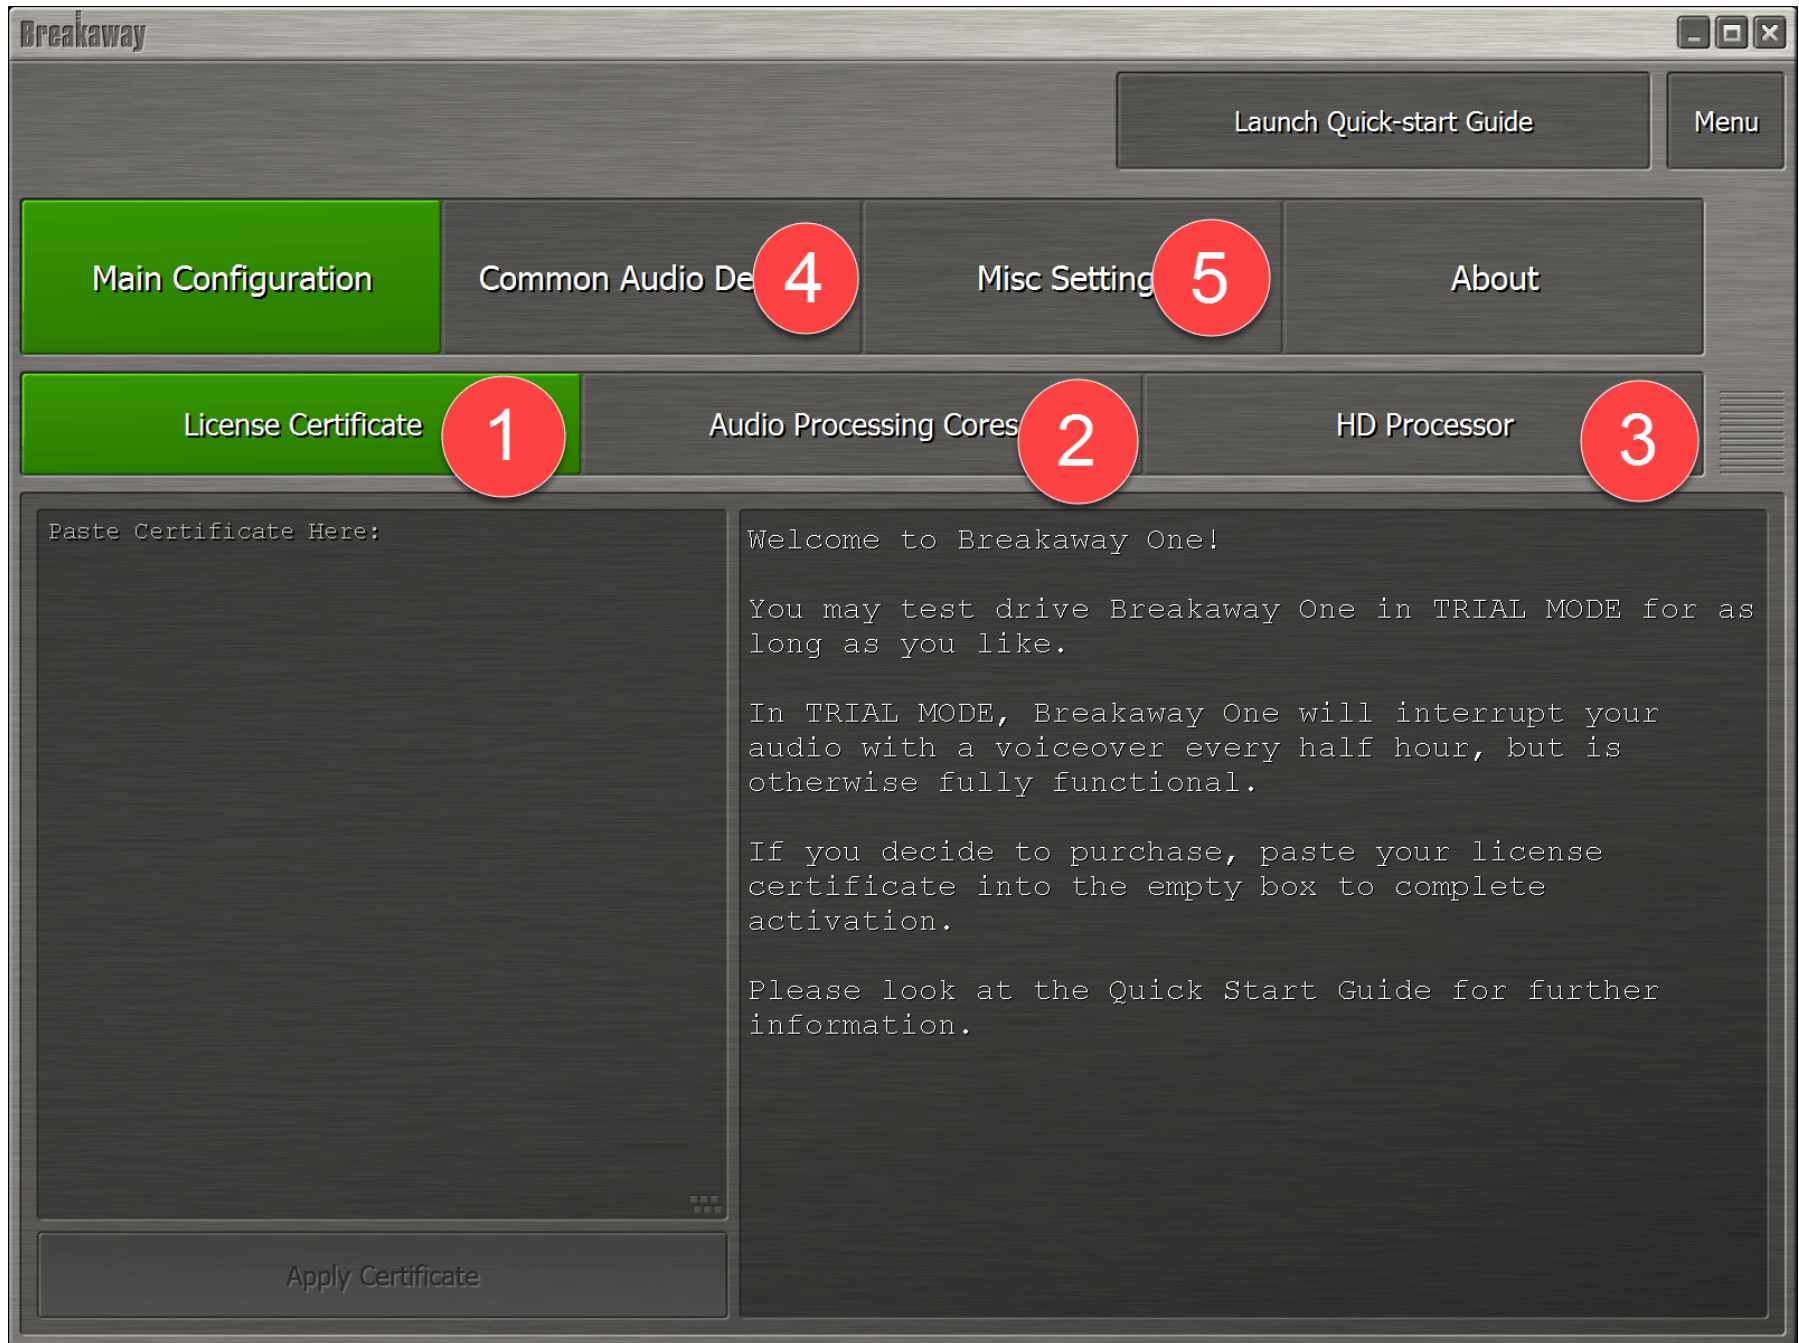 Breakaway
Launch Quick-start Guide
Menu
Main Configuration
Common Audio De
4
Misc Setting
5
About
License Certificate
1
Audio Processing Cores
2
HD Processor
3
Paste Certificate Here:
Welcome to Breakaway One!
You may test drive Breakaway One in TRIAL MODE for as
long as you like.
In TRIAL MODE, Breakaway One will interrupt your
audio with a voiceover every half hour, but is
otherwise fully functional.
If you decide to purchase, paste your license
certificate into the empty box to complete
activation.
Please look at the Quick Start Guide for further
information.
Apply Certificate